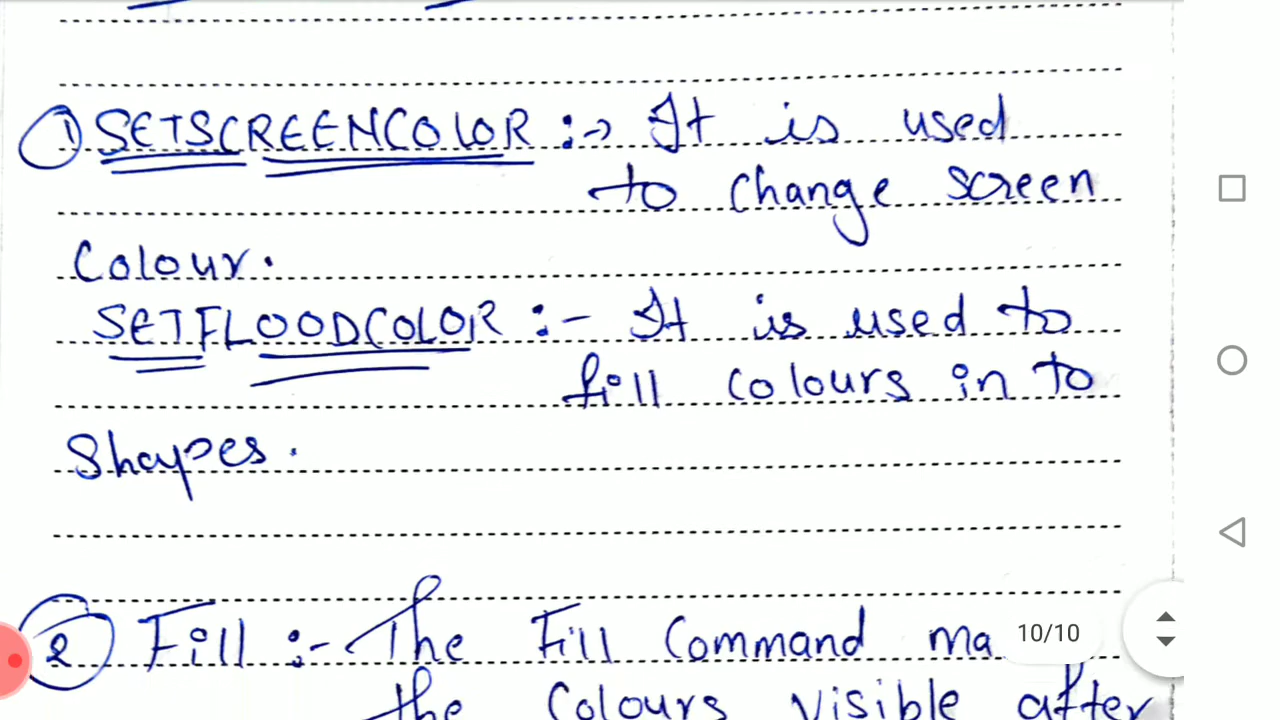 1) SETSCREENCOLOR :-> It is used
to change screen
Colour.
SETFLOODCOLOR :- It is used to
fill colours in to
Shapes.
2 Fill :- The Fill Command
10/10
the Colours visible after